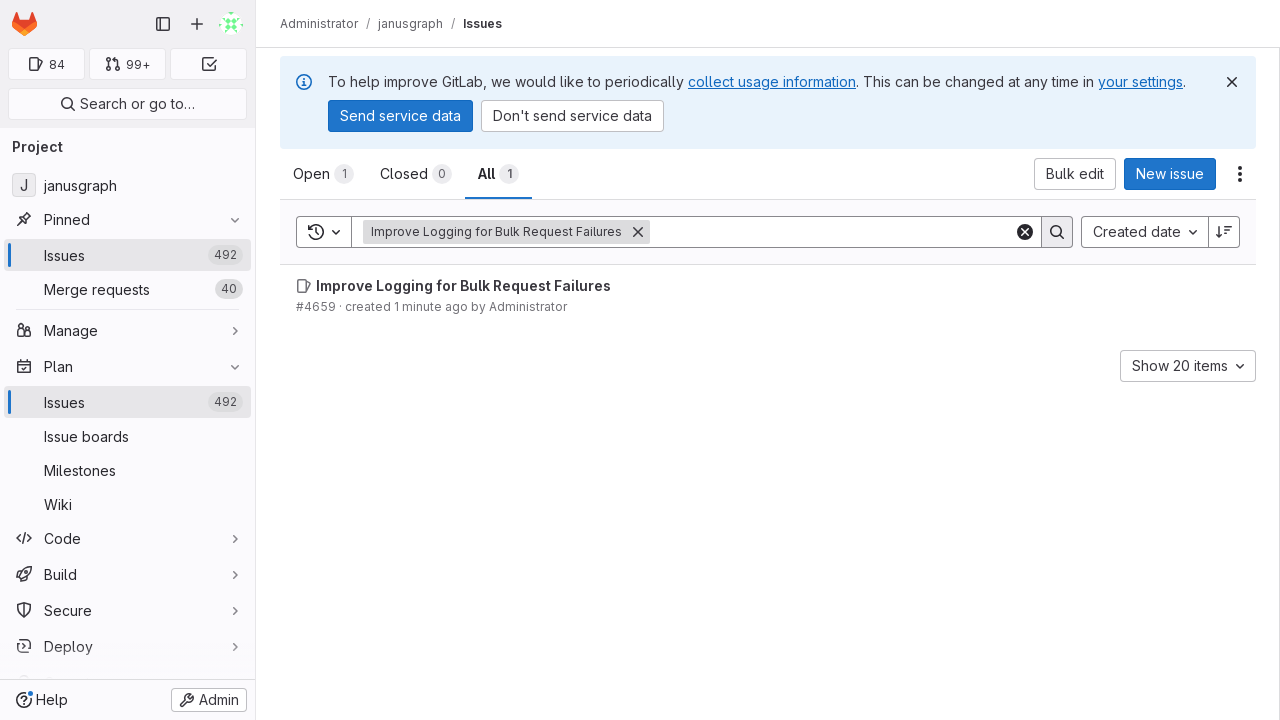 Administrator / janusgraph / Issues
84
99+
Search or go to…
Project
J janusgraph
Pinned
Issues 492
Merge requests 40
Manage
Plan
Issues 492
Issue boards
Milestones
Wiki
Code
Build
Secure
Deploy
Help
Admin
To help improve GitLab, we would like to periodically collect usage information. This can be changed at any time in your settings.
Send service data
Don't send service data
Open 1
Closed 0
All 1
Bulk edit
New issue
Improve Logging for Bulk Request Failures
Created date
Improve Logging for Bulk Request Failures
#4659 · created 1 minute ago by Administrator
Show 20 items